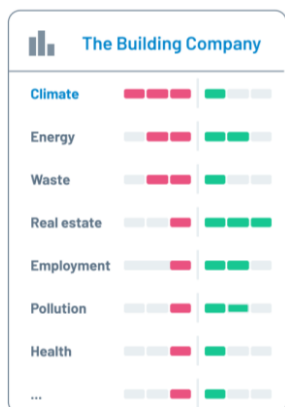 The Building Company
Climate
Energy
Waste
Real estate
Employment
Pollution
Health
...